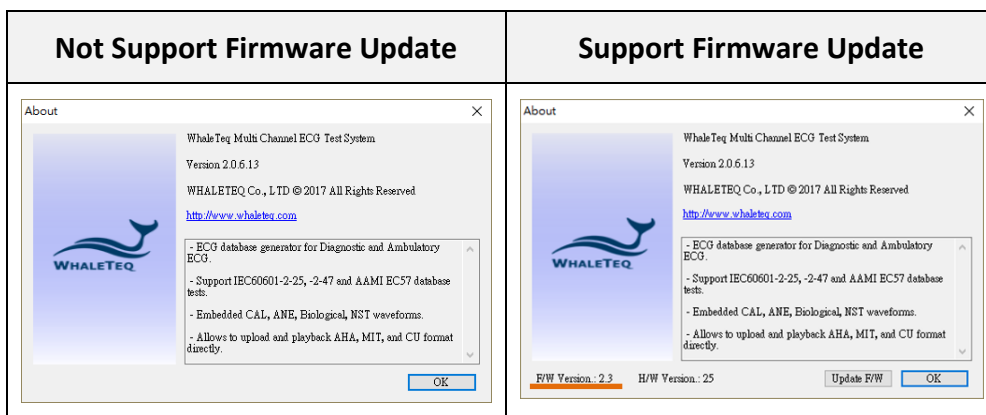 Not Support Firmware Update
Support Firmware Update
About
WhaleTeq Multi Channel ECG Test System
Version 2.0.6.13
WHALETEQ Co., LTD © 2017 All Rights Reserved
http://www.whaleteq.com
WHALETEQ
- ECG database generator for Diagnostic and Ambulatory
ECG.
- Support IEC60601-2-25, -2-47 and AAMI EC57 database
tests.
- Embedded CAL, ANE, Biological, NST waveforms.
- Allows to upload and playback AHA, MIT, and CU format
directly.
OK
About
WhaleTeq Multi Channel ECG Test System
Version 2.0.6.13
WHALETEQ Co., LTD © 2017 All Rights Reserved
http://www.whaleteq.com
WHALETEQ
- ECG database generator for Diagnostic and Ambulatory
ECG.
- Support IEC60601-2-25, -2-47 and AAMI EC57 database
tests.
- Embedded CAL, ANE, Biological, NST waveforms.
- Allows to upload and playback AHA, MIT, and CU format
directly.
F/W Version.: 2.3 H/W Version.: 25 Update F/W OK